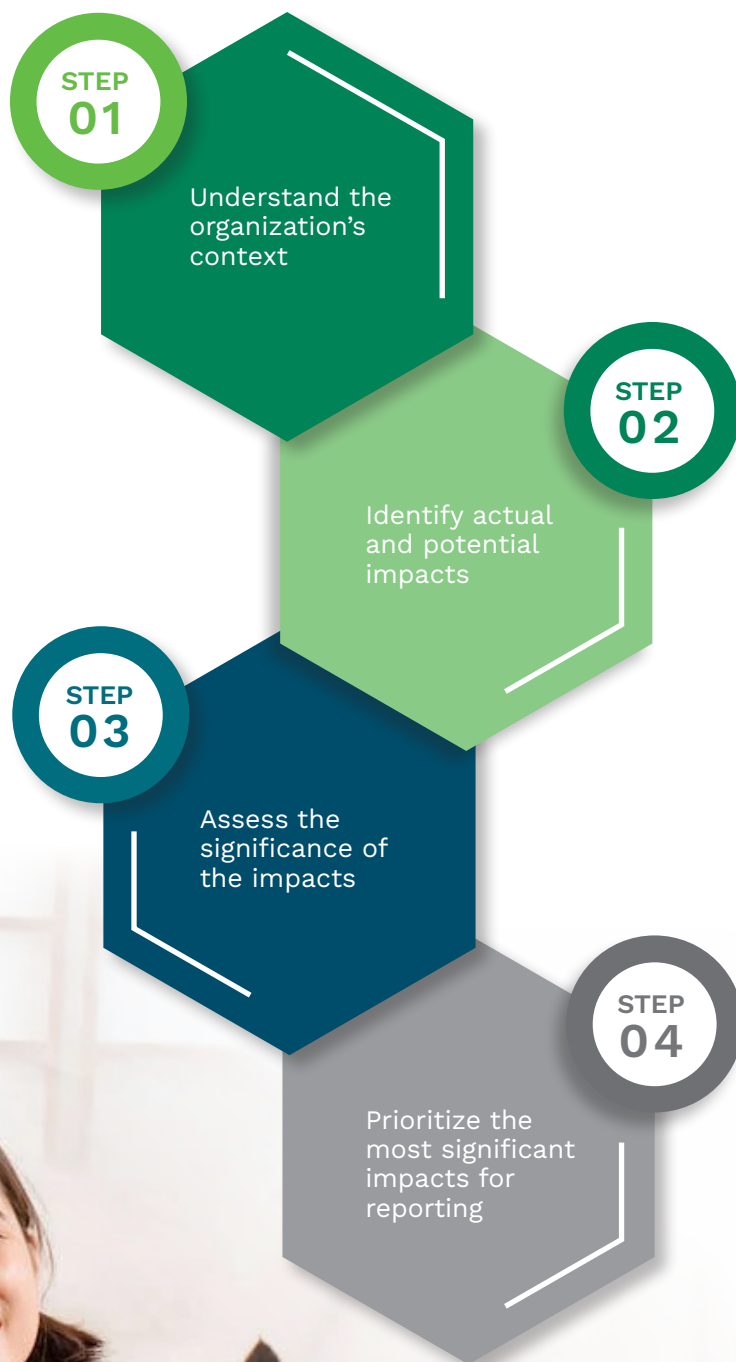 STEP
01
Understand the
organization’s
context
STEP
02
Identify actual
and potential
impacts
STEP
03
Assess the
significance of
the impacts
STEP
04
Prioritize the
most significant
impacts for
reporting